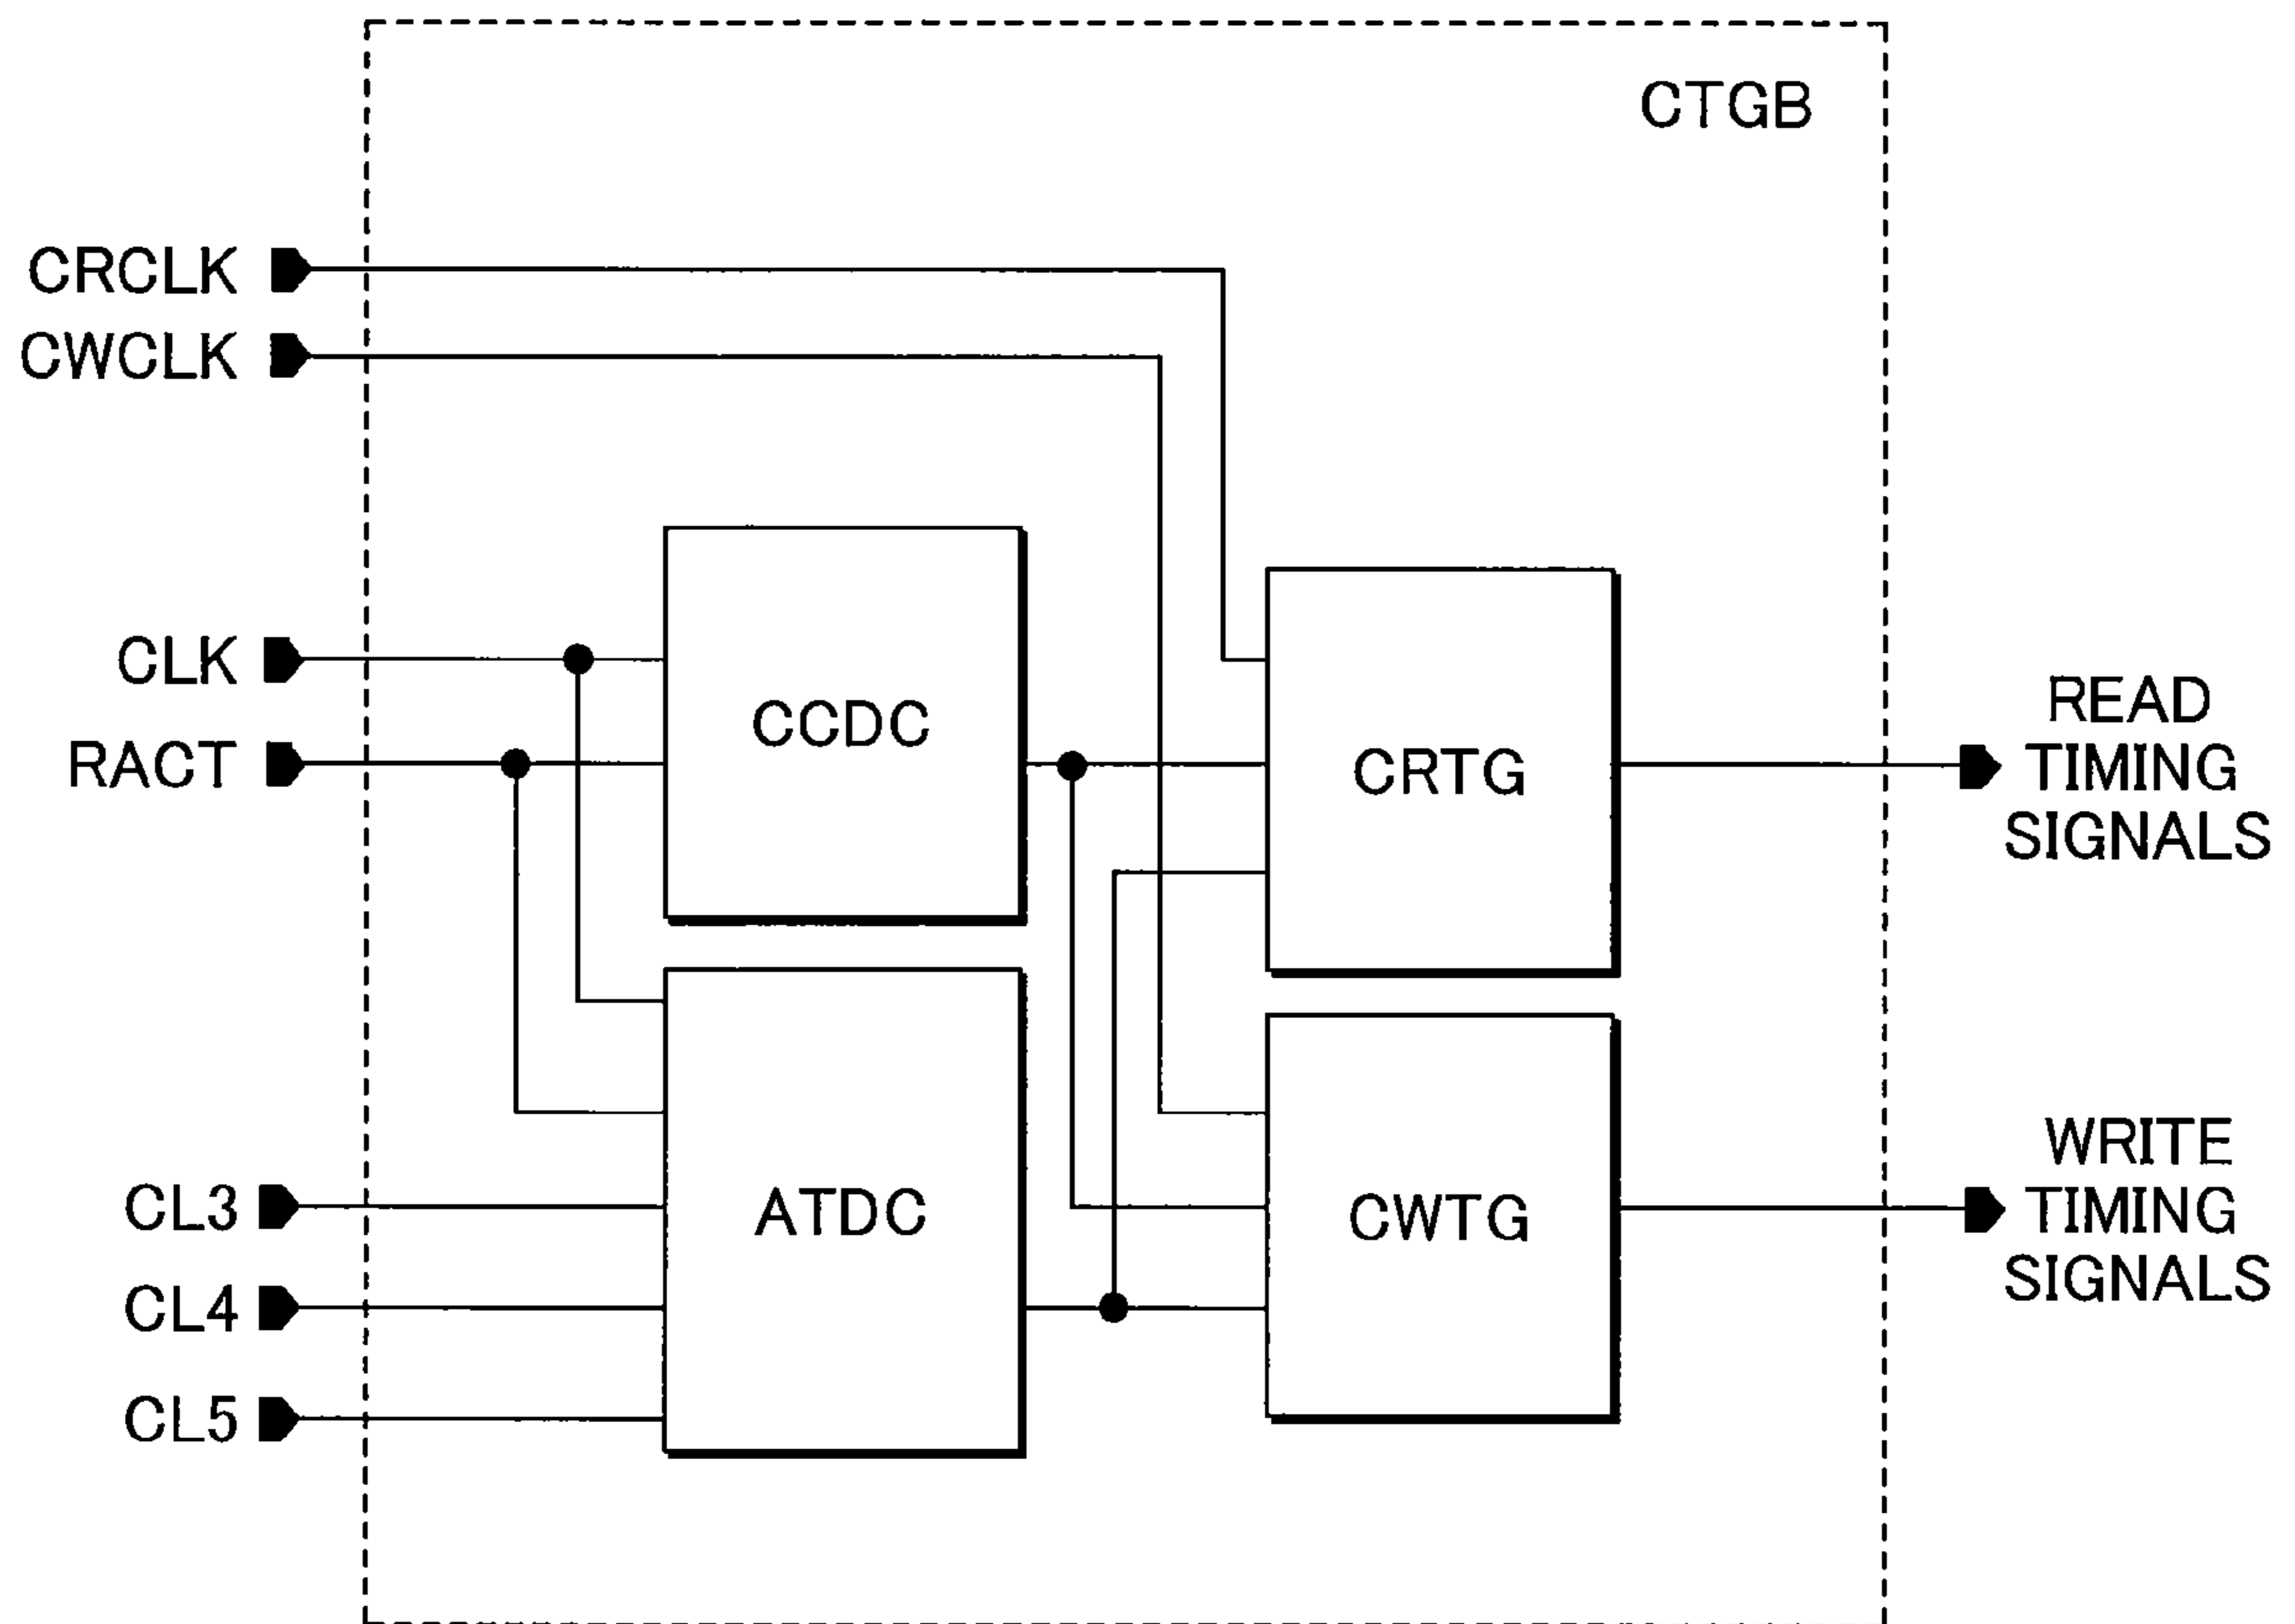 CTGB
CRCLK
CWCLK
CLK
RACT
CCDC
CRTG
READ
TIMING
SIGNALS
CL3
CL4
CL5
ATDC
CWTG
WRITE
TIMING
SIGNALS